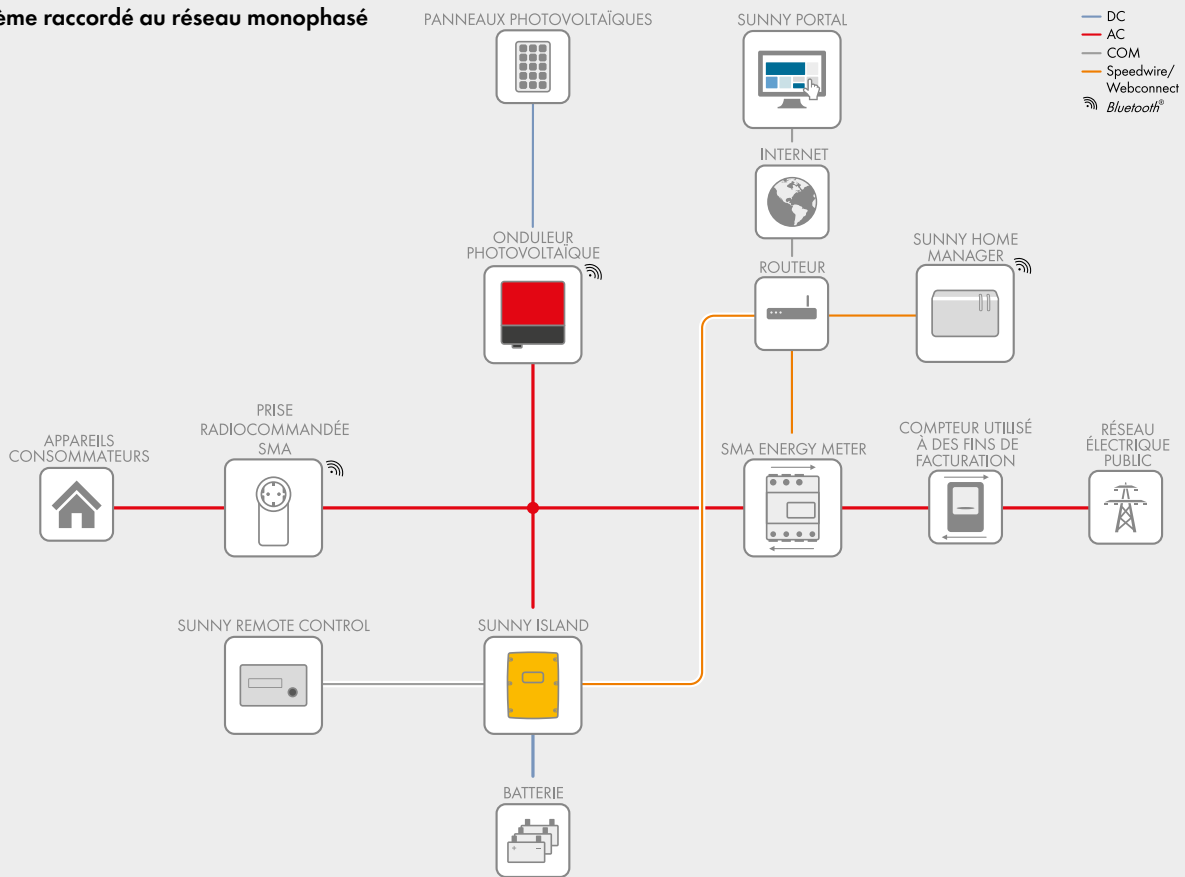 ème raccordé au réseau monophasé
PANNEAUX PHOTOVOLTAÏQUES
SUNNY PORTAL
DC
AC
COM
Speedwire/
Webconnect
Bluetooth®
INTERNET
ONDULEUR
PHOTOVOLTAÏQUE
ROUTEUR
SUNNY HOME
MANAGER
APPAREILS
CONSOMMATEURS
PRISE
RADIOCOMMANDÉE
SMA
SMA ENERGY METER
COMPTEUR UTILISÉ
À DES FINS DE
FACTURATION
RÉSEAU
ÉLECTRIQUE
PUBLIC
SUNNY REMOTE CONTROL
SUNNY ISLAND
BATTERIE